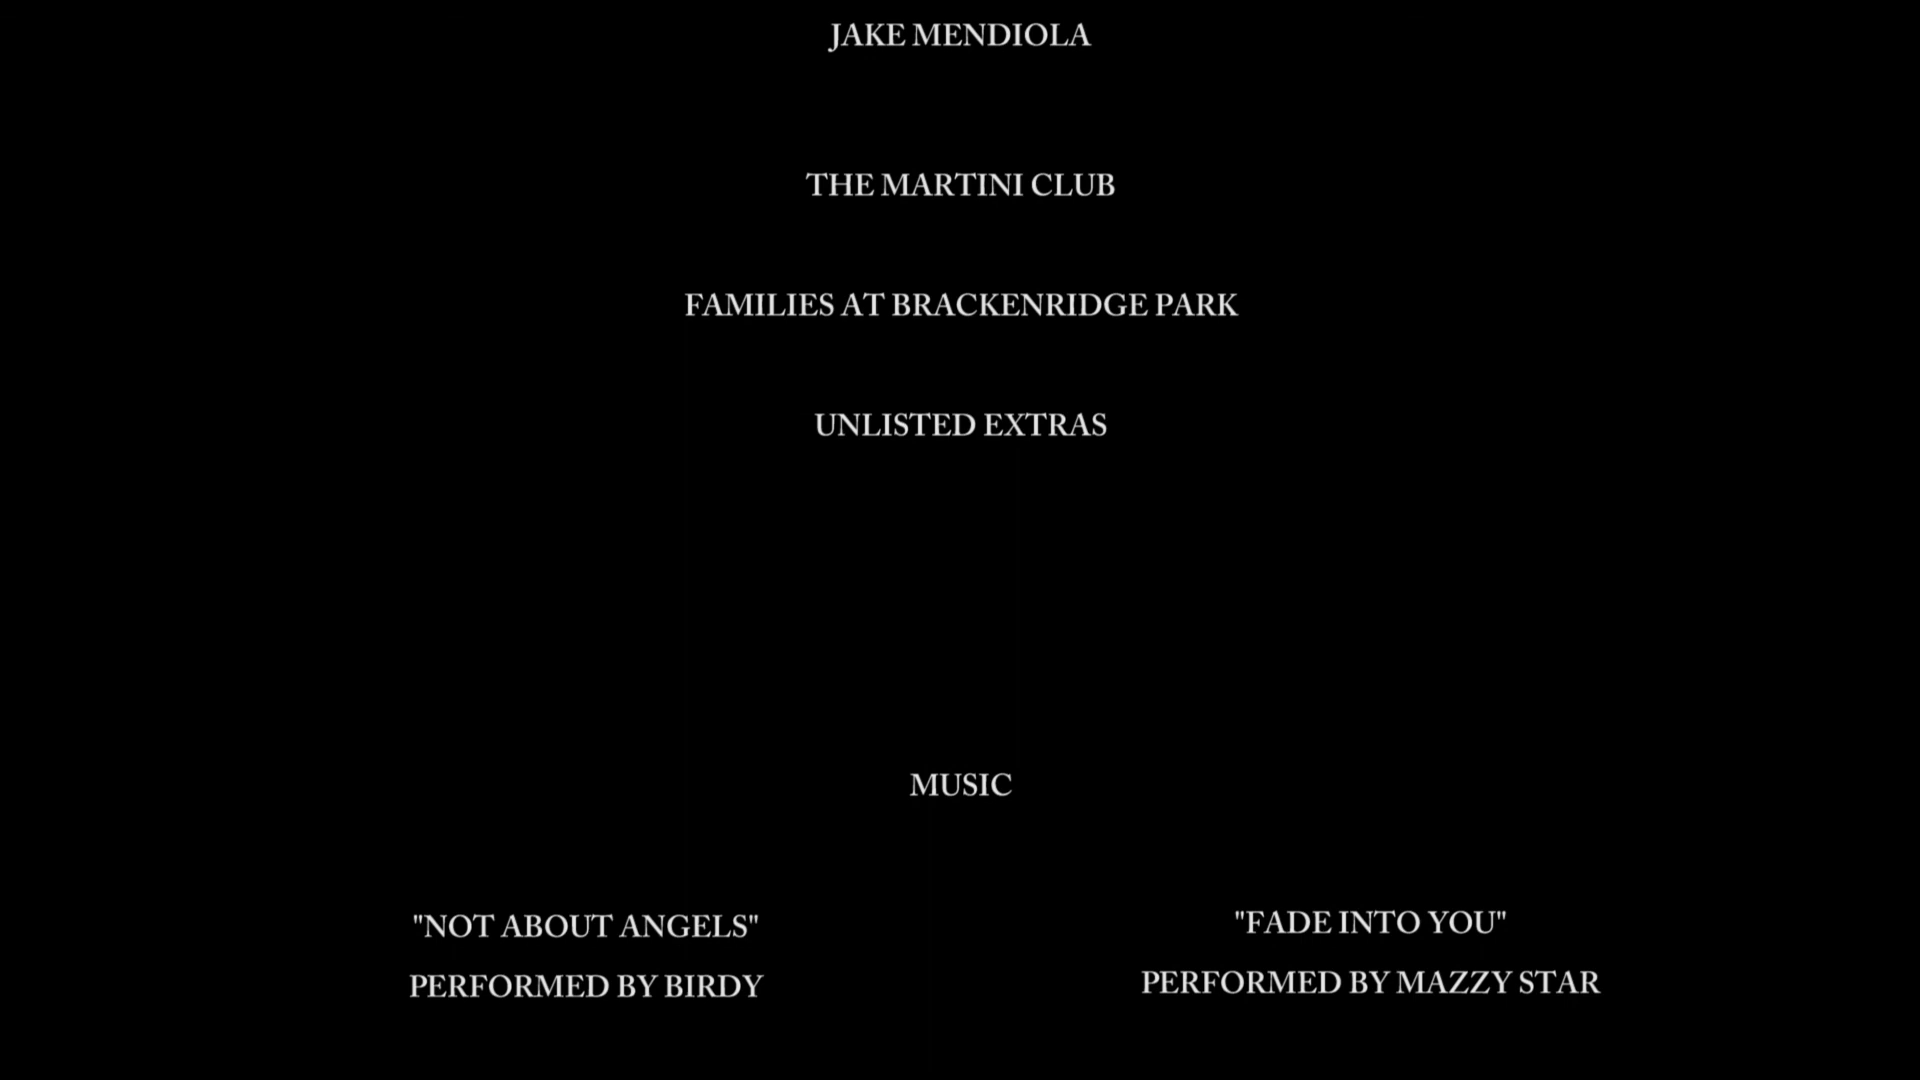 JAKE MENDIOLA
THE MARTINI CLUB
FAMILIES AT BRACKENRIDGE PARK
UNLISTED EXTRAS
MUSIC
"NOT ABOUT ANGELS"
PERFORMED BY BIRDY
"FADE INTO YOU"
PERFORMED BY MAZZY STAR